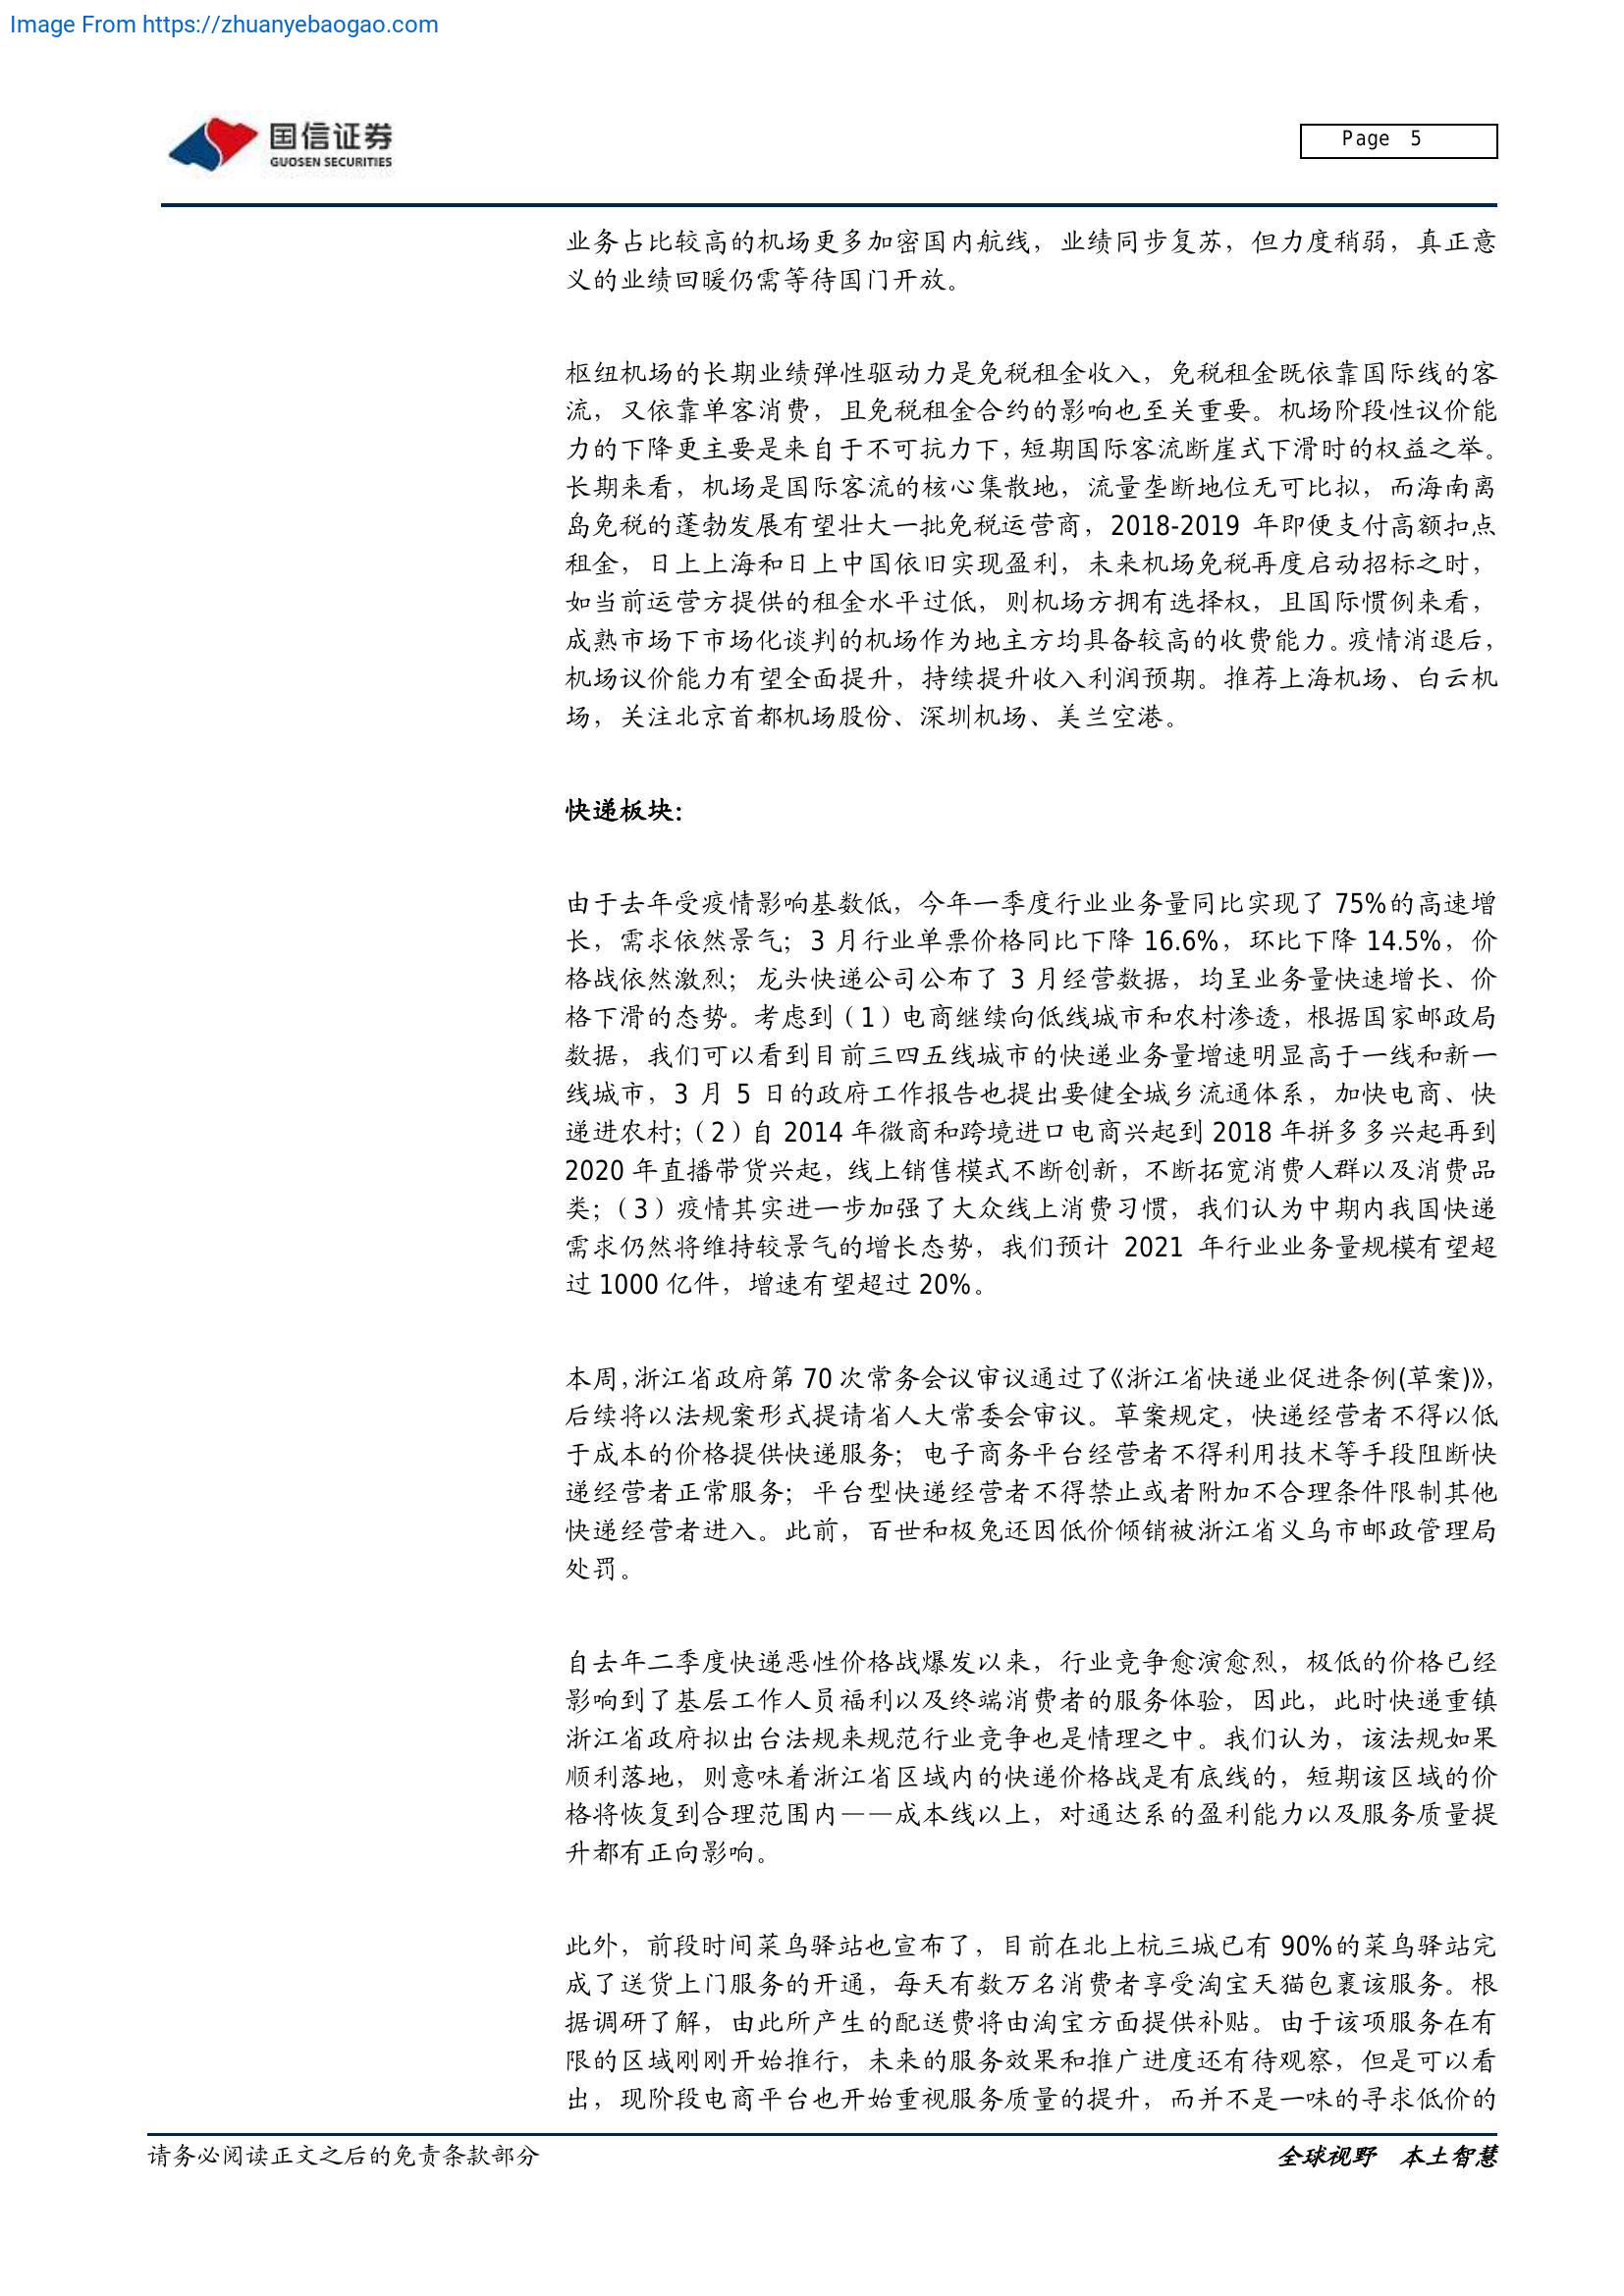 Image From https://zhuanyebaogao.com
国信证券
GUOSEN SECURITIES
Page 5
业务占比较高的机场更多加密国内航线，业绩同步复苏，但力度稍弱，真正意
义的业绩回暖仍需等待国门开放。
枢纽机场的长期业绩弹性驱动力是免税租金收入，免税租金既依靠国际线的客
流，又依靠单客消费，且免税租金合约的影响也至关重要。机场阶段性议价能
力的下降更主要是来自于不可抗力下，短期国际客流断崖式下滑时的权益之举。
长期来看，机场是国际客流的核心集散地，流量垄断地位无可比拟，而海南离
岛免税的蓬勃发展有望壮大一批免税运营商，2018-2019 年即便支付高额扣点
租金，日上上海和日上中国依旧实现盈利，未来机场免税再度启动招标之时，
如当前运营方提供的租金水平过低，则机场方拥有选择权，且国际惯例来看，
成熟市场下市场化谈判的机场作为地主方均具备较高的收费能力。疫情消退后，
机场议价能力有望全面提升，持续提升收入利润预期。推荐上海机场、白云机
场，关注北京首都机场股份、深圳机场、美兰空港。
快递板块：
由于去年受疫情影响基数低，今年一季度行业业务量同比实现了 75%的高速增
长，需求依然景气；3 月行业单票价格同比下降 16.6%，环比下降 14.5%，价
格战依然激烈；龙头快递公司公布了 3 月经营数据，均呈业务量快速增长、价
格下滑的态势。考虑到（1）电商继续向低线城市和农村渗透，根据国家邮政局
数据，我们可以看到目前三四五线城市的快递业务量增速明显高于一线和新一
线城市，3 月 5 日的政府工作报告也提出要健全城乡流通体系，加快电商、快
递进农村；（2）自 2014 年微商和跨境进口电商兴起到 2018 年拼多多兴起再到
2020 年直播带货兴起，线上销售模式不断创新，不断拓宽消费人群以及消费品
类；（3）疫情其实进一步加强了大众线上消费习惯，我们认为中期内我国快递
需求仍然将维持较景气的增长态势，我们预计 2021 年行业业务量规模有望超
过 1000 亿件，增速有望超过 20%。
本周，浙江省政府第 70 次常务会议审议通过了《浙江省快递业促进条例(草案)》，
后续将以法规案形式提请省人大常委会审议。草案规定，快递经营者不得以低
于成本的价格提供快递服务；电子商务平台经营者不得利用技术等手段阻断快
递经营者正常服务；平台型快递经营者不得禁止或者附加不合理条件限制其他
快递经营者进入。此前，百世和极兔还因低价倾销被浙江省义乌市邮政管理局
处罚。
自去年二季度快递恶性价格战爆发以来，行业竞争愈演愈烈，极低的价格已经
影响到了基层工作人员福利以及终端消费者的服务体验，因此，此时快递重镇
浙江省政府拟出台法规来规范行业竞争也是情理之中。我们认为，该法规如果
顺利落地，则意味着浙江省区域内的快递价格战是有底线的，短期该区域的价
格将恢复到合理范围内——成本线以上，对通达系的盈利能力以及服务质量提
升都有正向影响。
此外，前段时间菜鸟驿站也宣布了，目前在北上杭三城已有 90%的菜鸟驿站完
成了送货上门服务的开通，每天有数万名消费者享受淘宝天猫包裹该服务。根
据调研了解，由此所产生的配送费将由淘宝方面提供补贴。由于该项服务在有
限的区域刚刚开始推行，未来的服务效果和推广进度还有待观察，但是可以看
出，现阶段电商平台也开始重视服务质量的提升，而并不是一味的寻求低价的
请务必阅读正文之后的免责条款部分
全球视野 本土智慧